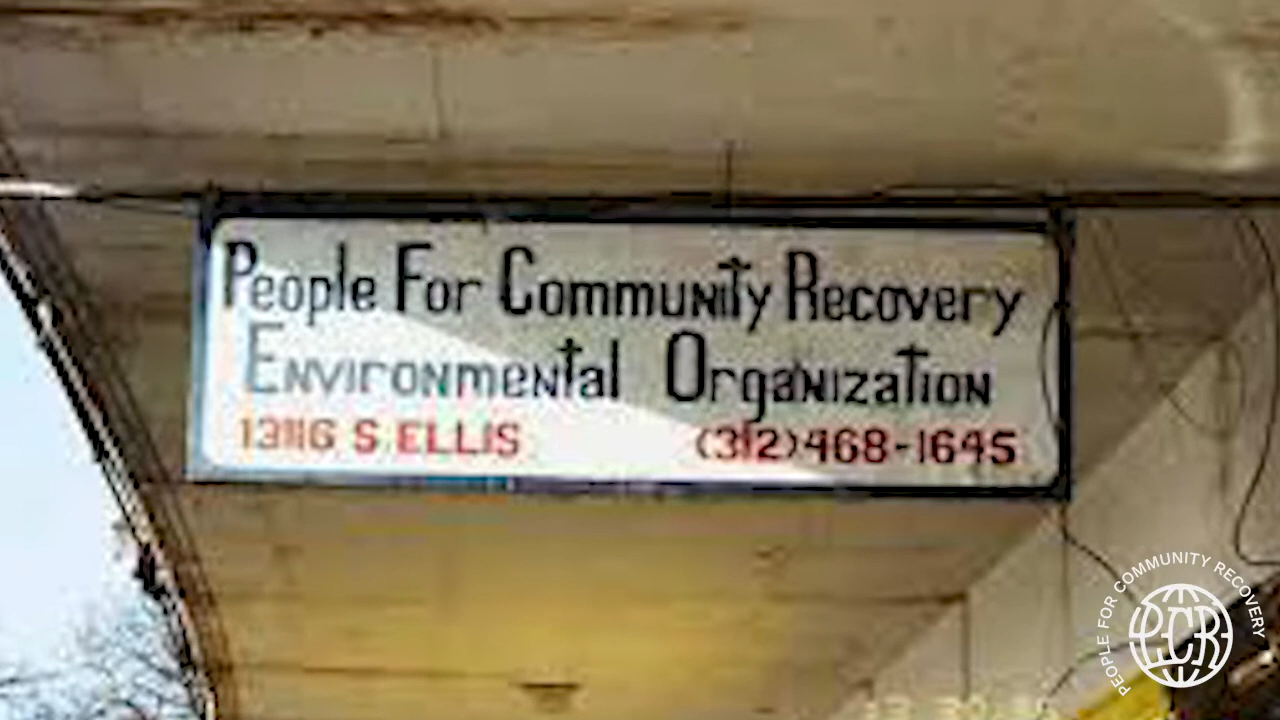 People For Community Recovery
Environmental Organization
13116 S ELLIS (312)468-1645
PEOPLE FOR COMMUNITY RECOVERY
PCR